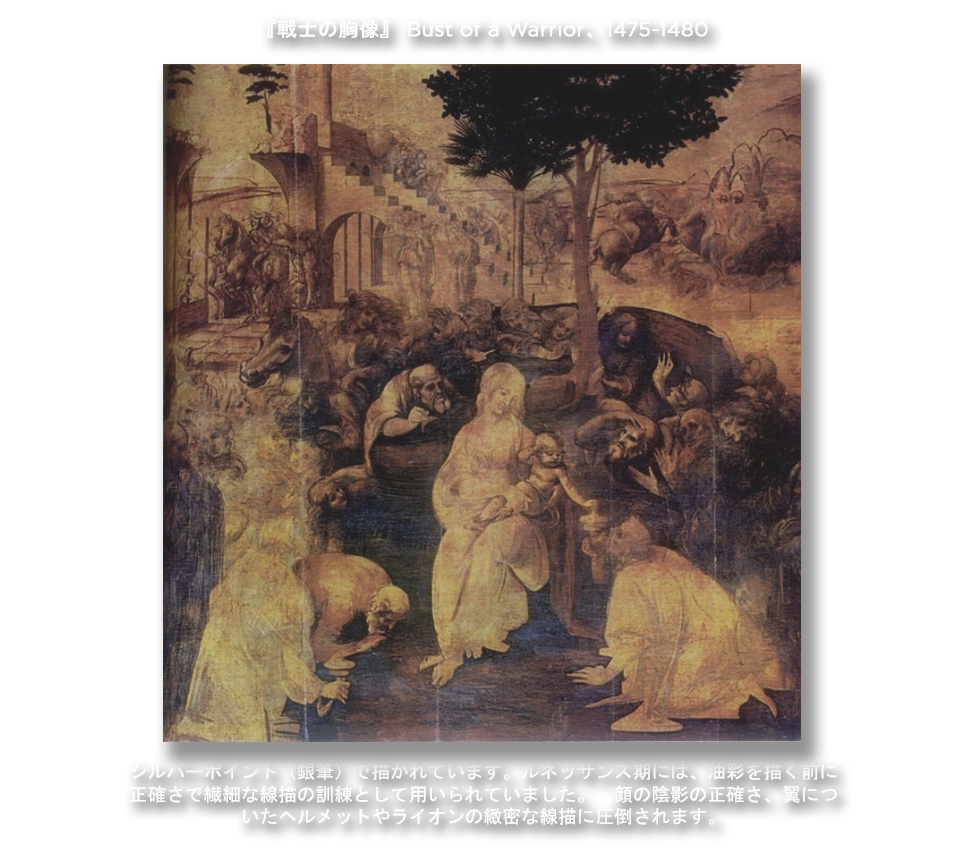 『戦士の胸像』 Bust of a Warrior、1475-1480
シルバーポイント（銀筆）で描かれています。ルネッサンス期には、油彩を描く前に
正確さで繊細な線描の訓練として用いられていました。 顔の陰影の正確さ、翼につ
いたヘルメットやライオンの緻密な線描に圧倒されます。